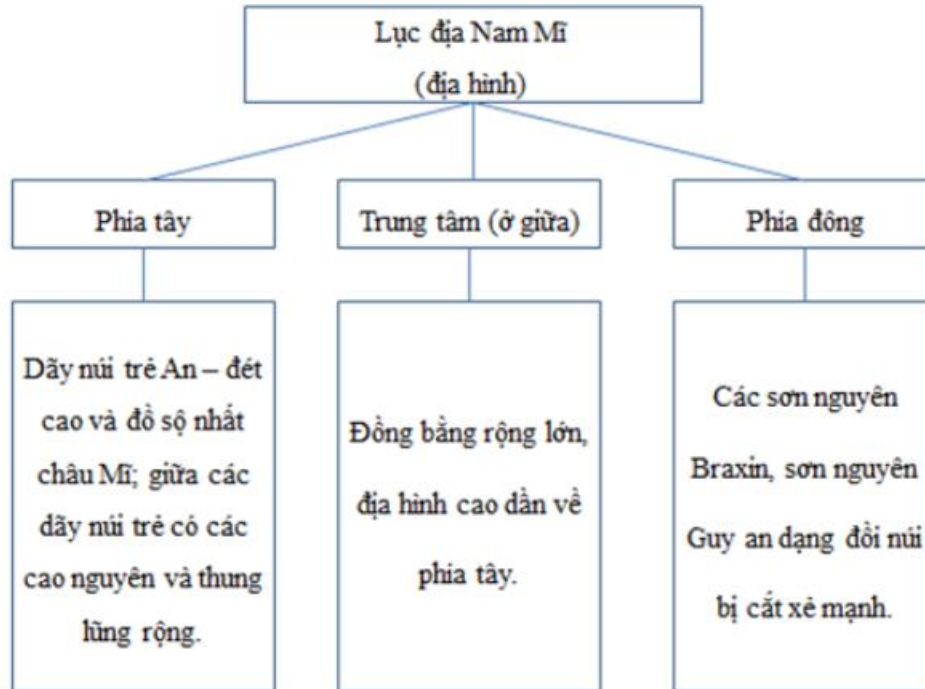 Lục địa Nam Mĩ
(địa hình)
Phía tây
Trung tâm (ở giữa)
Phía đông
Dãy núi trẻ An – đét
cao và đồ sộ nhất
châu Mĩ; giữa các
dãy núi trẻ có các
cao nguyên và thung
lũng rộng.
Đồng bằng rộng lớn,
địa hình cao dần về
phía tây.
Các sơn nguyên
Braxin, sơn nguyên
Guy an dạng đồi núi
bị cắt xẻ mạnh.